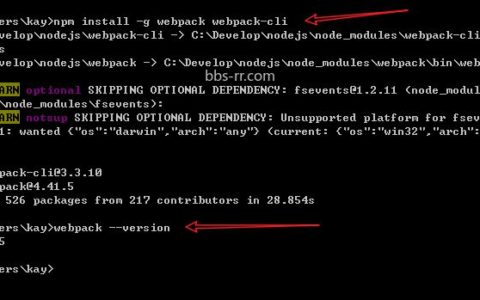 ers\kay>npm install -g webpack webpack-cli
evelop\nodejs\webpack-cli -> C:\Develop\nodejs\node_modules\webpack-cli
s
evelop\nodejs\webpack -> C:\Develop\nodejs\node_modules\webpack\bin\web
bbs-rr.com
ARN optional SKIPPING OPTIONAL DEPENDENCY: fsevents@1.2.11 (node_modul
\node_modules\fsevents):
ARN notsup SKIPPING OPTIONAL DEPENDENCY: Unsupported platform for fseve
1: wanted {"os":"darwin","arch":"any"} (current: {"os":"win32","arch":
pack-cli@3.3.10
pack@4.41.5
526 packages from 217 contributors in 28.854s
ers\kay>webpack --version
5
ers\kay>